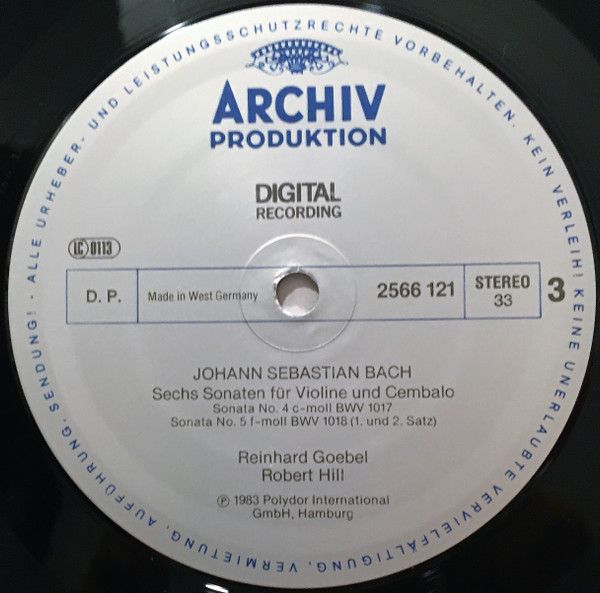 ALLE URHEBER- UND LEISTUNGSSCHUTZRECHTE VORBEHALTEN. KEIN VERLEIH! KEINE UNERLAUBTE VERVIELFÄLTIGUNG, VERMIETUNG, AUFFÜHRUNG, SENDUNG! ·
ARCHIV
PRODUKTION
DIGITAL
RECORDING
LC 0113
D. P.
Made in West Germany
2566 121
STEREO
33
3
JOHANN SEBASTIAN BACH
Sechs Sonaten für Violine und Cembalo
Sonata No. 4 c-moll BWV 1017
Sonata No. 5 f-moll BWV 1018 (1. und 2. Satz)
Reinhard Goebel
Robert Hill
℗ 1983 Polydor International
GmbH, Hamburg